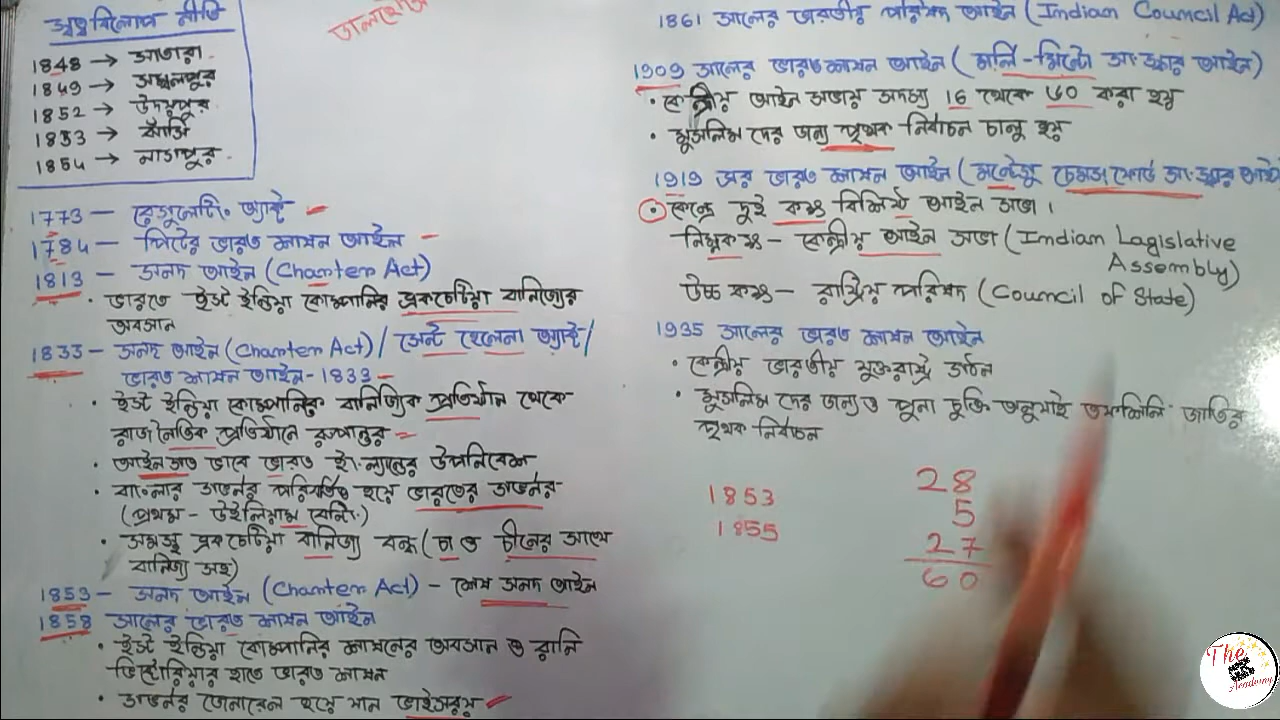 স্বত্ববিলোপ নীতি
1848 → সাতারা
1849 → সম্বলপুর
1852 → উদয়পুর
1853 → ঝাঁসি
1854 → নাগপুর
1773 — রেগুলেটিং অ্যাক্ট
1784 — পিটের ভারত শাসন আইন
1813 — সনদ আইন (Charter Act)
• ভারতে ইস্ট ইন্ডিয়া কোম্পানির একচেটিয়া বানিজ্যের
অবসান
1833 — সনদ আইন (Charter Act) / সেন্ট হেলেনা অ্যাক্ট /
ভারত শাসন আইন - 1833
• ইস্ট ইন্ডিয়া কোম্পানিকে বানিজ্যিক প্রতিষ্ঠান থেকে
রাজনৈতিক প্রতিষ্ঠানে রূপান্তর
• আইনগত ভাবে ভারত ইংল্যান্ডের উপনিবেশ
• বাংলার গভর্নর পরিবর্তিত হয়ে ভারতের গভর্নর
(প্রথম - উইলিয়াম বেন্টিং)
• সমস্ত একচেটিয়া বানিজ্য বন্ধ (চা ও চীনের সাথে
বানিজ্য সহ)
1853 — সনদ আইন (Charter Act) — শেষ সনদ আইন
1858 সালের ভারত শাসন আইন
• ইস্ট ইন্ডিয়া কোম্পানির শাসনের অবসান ও রানি
ভিক্টোরিয়ার হাতে ভারত শাসন
• গভর্নর জেনারেল হয়ে যান ভাইসরয়
1861 সালের ভারতীয় পরিষদ আইন (Indian Council Act)
1909 সালের ভারত শাসন আইন (মর্লি - মিন্টো সংস্কার আইন)
• কেন্দ্রীয় আইন সভায় সদস্য 16 থেকে 60 করা হয়
• মুসলিম দের জন্য পৃথক নির্বাচন চালু হয়
1919 এর ভারত শাসন আইন (মন্টেগু চেমসফোর্ড সংস্কার আইন
• কেন্দ্রে দুই কক্ষ বিশিষ্ট আইন সভা।
নিম্নকক্ষ — কেন্দ্রীয় আইন সভা (Indian Lagislative
Assembly)
উচ্চ কক্ষ — রাষ্ট্রিয় পরিষদ (Council of State)
1935 সালের ভারত শাসন আইন
• কেন্দ্রীয় ভারতীয় যুক্তরাষ্ট্র গঠন
• মুসলিম দের জন্য ও পুনা চুক্তি অনুযাই তফশিলি জাতির
পৃথক নির্বাচন
1853
1855
28
5
27
60
The
Academy